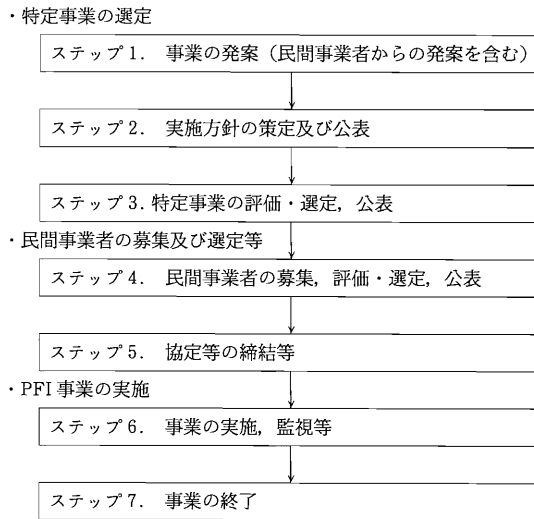 ・特定事業の選定
ステップ1. 事業の発案（民間事業者からの発案を含む）
ステップ2. 実施方針の策定及び公表
ステップ3. 特定事業の評価・選定，公表
・民間事業者の募集及び選定等
ステップ4. 民間事業者の募集，評価・選定，公表
ステップ5. 協定等の締結等
・PFI事業の実施
ステップ6. 事業の実施，監視等
ステップ7. 事業の終了